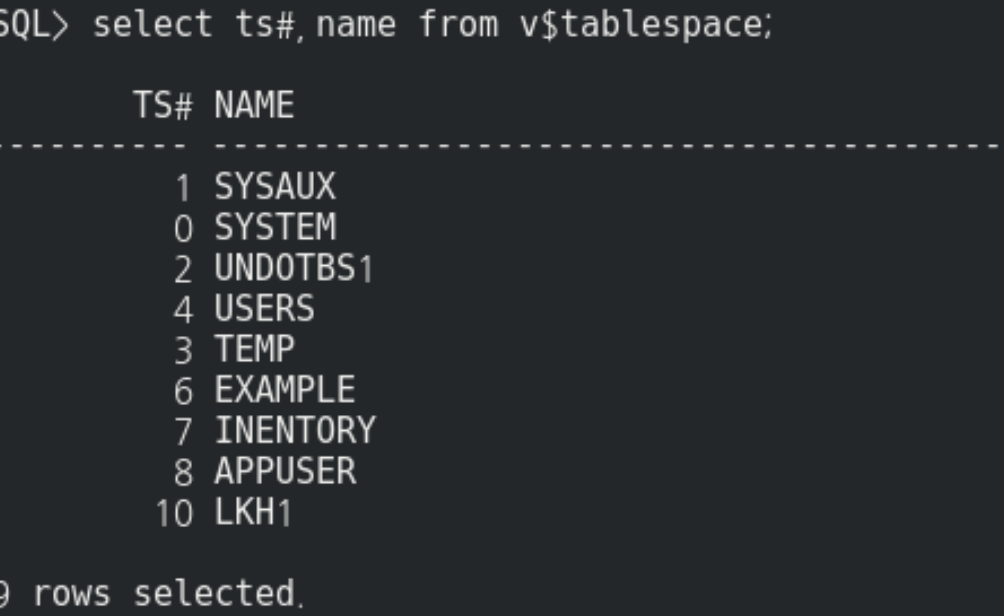 SQL> select ts#, name from v$tablespace;
TS# NAME
---------- ---------------------------------------
1 SYSAUX
0 SYSTEM
2 UNDOTBS1
4 USERS
3 TEMP
6 EXAMPLE
7 INENTORY
8 APPUSER
10 LKH1
9 rows selected.